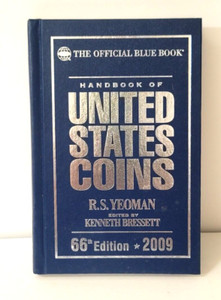 THE OFFICIAL BLUE BOOK®
HANDBOOK OF
UNITED
STATES
COINS
R.S. YEOMAN
EDITED BY
KENNETH BRESSETT
66th Edition ★ 2009